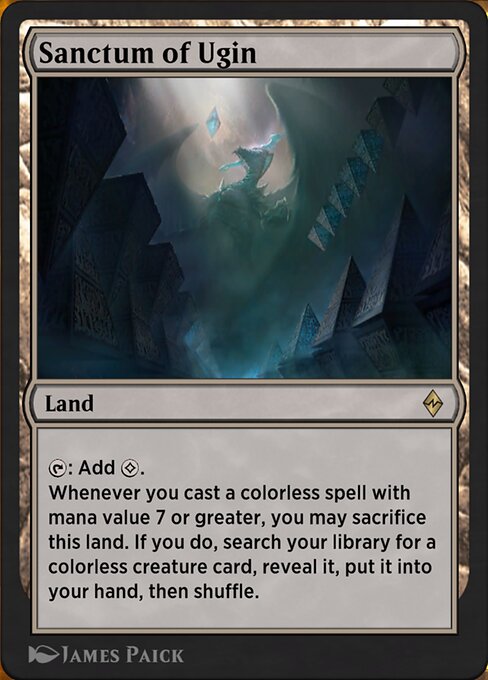 Sanctum of Ugin
Land
: Add .
Whenever you cast a colorless spell with
mana value 7 or greater, you may sacrifice
this land. If you do, search your library for a
colorless creature card, reveal it, put it into
your hand, then shuffle.
James Paick